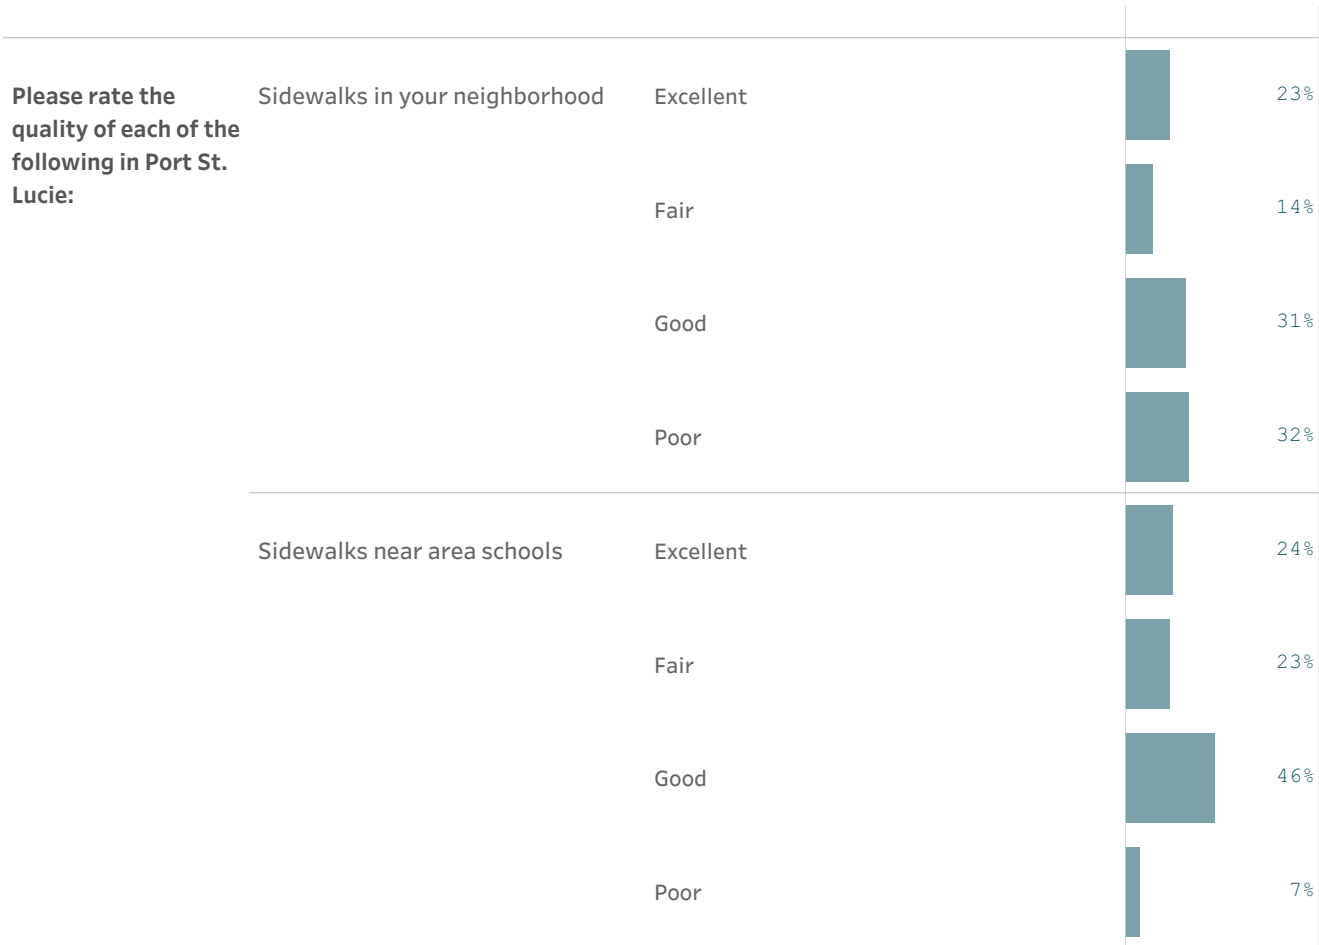 Please rate the
quality of each of the
following in Port St.
Lucie:
Sidewalks in your neighborhood
Excellent
23%
Fair
14%
Good
31%
Poor
32%
Sidewalks near area schools
Excellent
24%
Fair
23%
Good
46%
Poor
7%